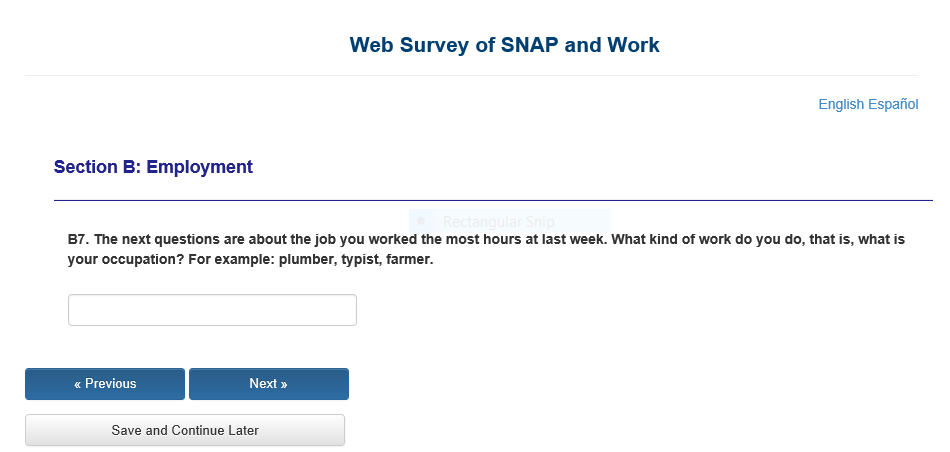 Web Survey of SNAP and Work
English Español
Section B: Employment
Rectangular Snip
B7. The next questions are about the job you worked the most hours at last week. What kind of work do you do, that is, what is
your occupation? For example: plumber, typist, farmer.
« Previous
Next »
Save and Continue Later